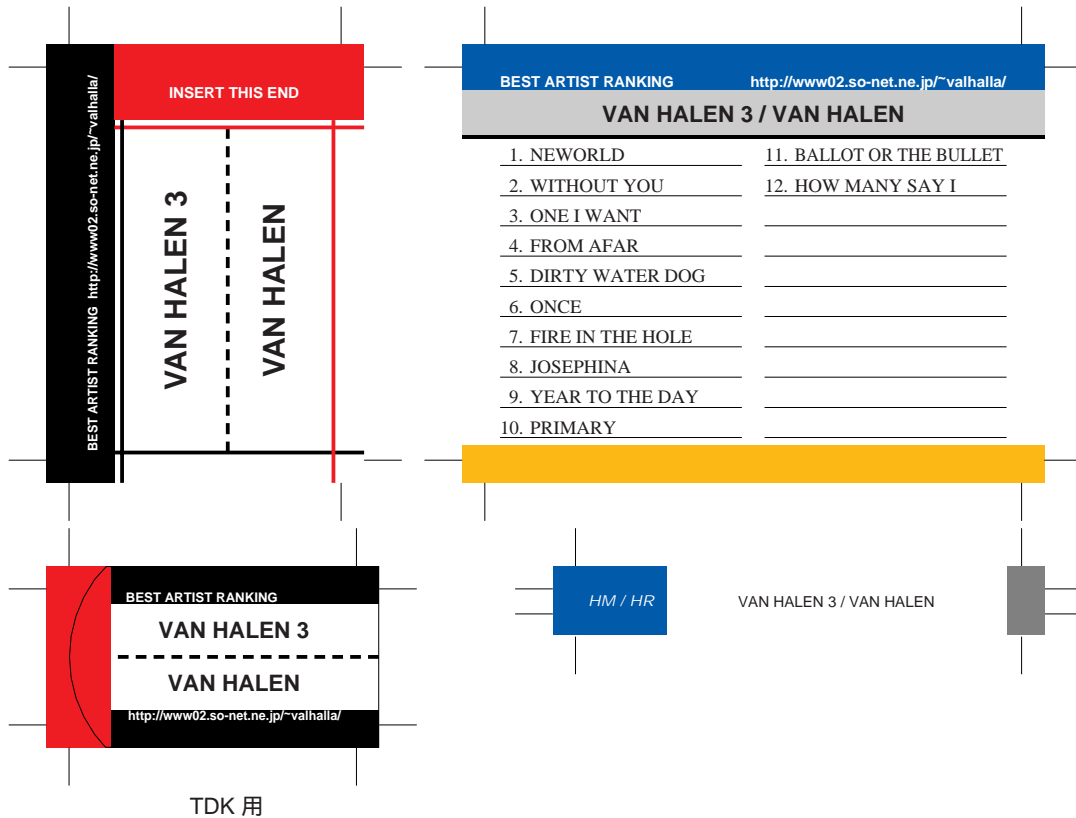 BEST ARTIST RANKING http://www02.so-net.ne.jp/~valhalla/
INSERT THIS END
VAN HALEN 3
VAN HALEN
BEST ARTIST RANKING http://www02.so-net.ne.jp/~valhalla/
VAN HALEN 3 / VAN HALEN
1. NEWORLD
2. WITHOUT YOU
3. ONE I WANT
4. FROM AFAR
5. DIRTY WATER DOG
6. ONCE
7. FIRE IN THE HOLE
8. JOSEPHINA
9. YEAR TO THE DAY
10. PRIMARY
11. BALLOT OR THE BULLET
12. HOW MANY SAY I
BEST ARTIST RANKING
VAN HALEN 3
VAN HALEN
http://www02.so-net.ne.jp/~valhalla/
HM / HR
VAN HALEN 3 / VAN HALEN
TDK 用